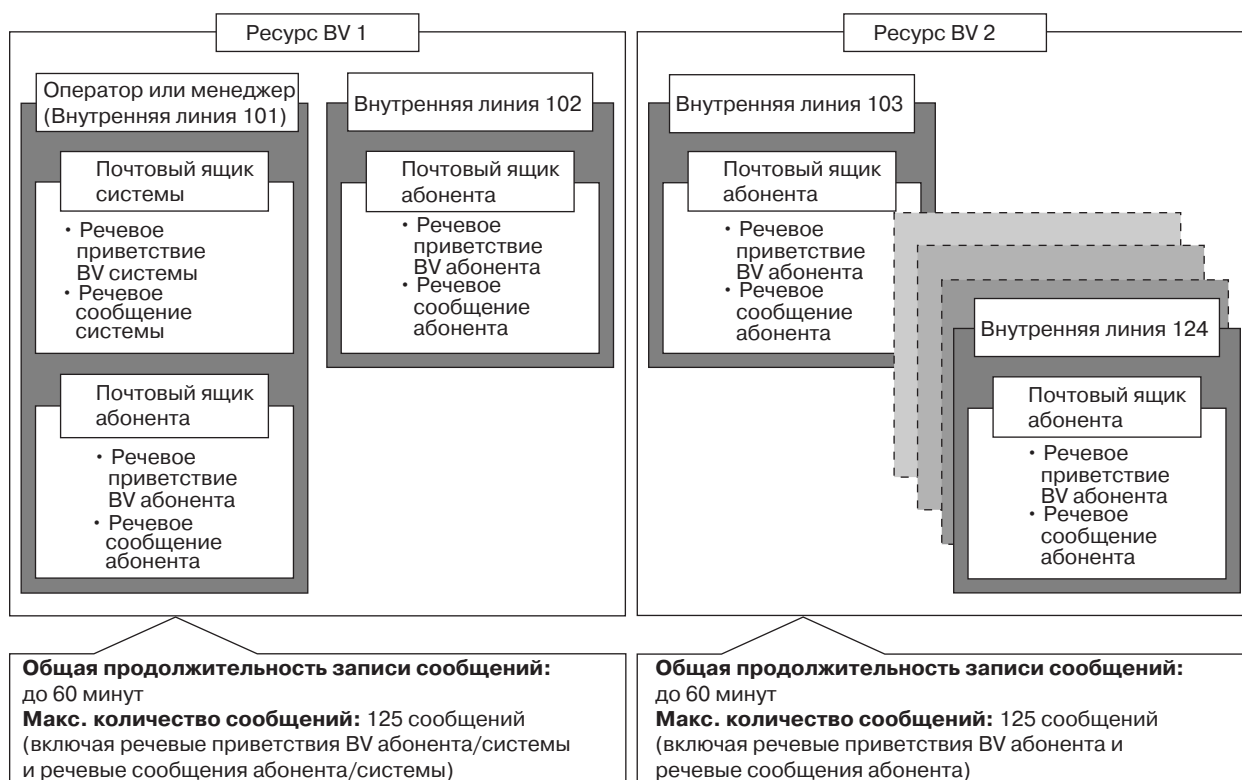 Ресурс BV 1
Оператор или менеджер
(Внутренняя линия 101)
Почтовый ящик
системы
• Речевое
приветствие
BV системы
• Речевое
сообщение
системы
Почтовый ящик
абонента
• Речевое
приветствие
BV абонента
• Речевое
сообщение
абонента
Внутренняя линия 102
Почтовый ящик
абонента
• Речевое
приветствие
BV абонента
• Речевое
сообщение
абонента
Общая продолжительность записи сообщений:
до 60 минут
Макс. количество сообщений: 125 сообщений
(включая речевые приветствия BV абонента/системы
и речевые сообщения абонента/системы)
Ресурс BV 2
Внутренняя линия 103
Почтовый ящик
абонента
• Речевое
приветствие
BV абонента
• Речевое
сообщение
абонента
Внутренняя линия 124
Почтовый ящик
абонента
• Речевое
приветствие
BV абонента
• Речевое
сообщение
абонента
Общая продолжительность записи сообщений:
до 60 минут
Макс. количество сообщений: 125 сообщений
(включая речевые приветствия BV абонента и
речевые сообщения абонента)